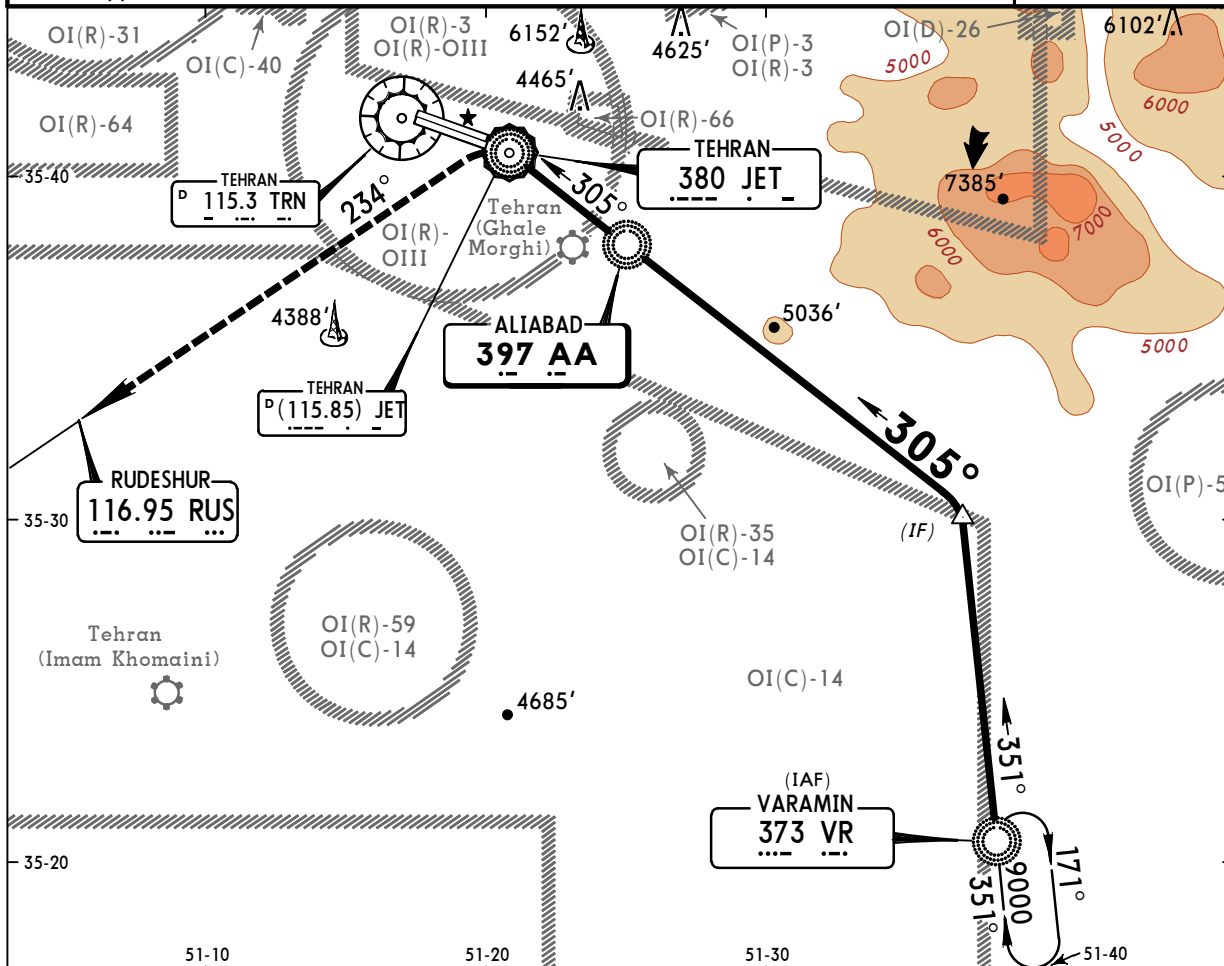 OI(R)-31
OI(C)-40
OI(R)-3
OI(R)-OIII
6152'
4625'
OI(P)-3
OI(R)-3
OI(D)-26
6102'
5000
6000
5000
4465'
OI(R)-66
OI(R)-64
35-40
TEHRAN
D 115.3 TRN
234°
TEHRAN
380 JET
305°
7385'
7000
6000
Tehran
(Ghale
Morghi)
OI(R)-
OIII
4388'
ALIABAD
397 AA
5036'
5000
TEHRAN
D (115.85) JET
305°
RUDESHUR
116.95 RUS
35-30
OI(P)-5
(IF)
OI(R)-35
OI(C)-14
OI(R)-59
OI(C)-14
Tehran
(Imam Khomaini)
4685'
OI(C)-14
351°
(IAF)
VARAMIN
373 VR
35-20
171°
9000
351°
51-10
51-20
51-30
51-40